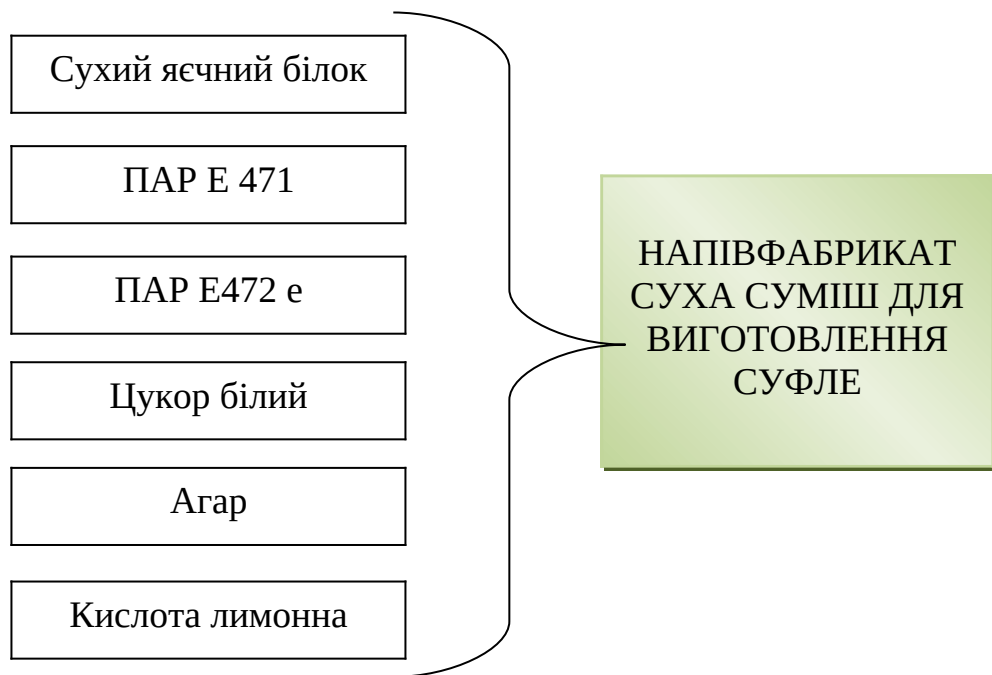 Сухий яєчний білок
ПАР Е 471
ПАР Е472 е
Цукор білий
Агар
Кислота лимонна
НАПІВФАБРИКАТ
СУХА СУМІШ ДЛЯ
ВИГОТОВЛЕННЯ
СУФЛЕ